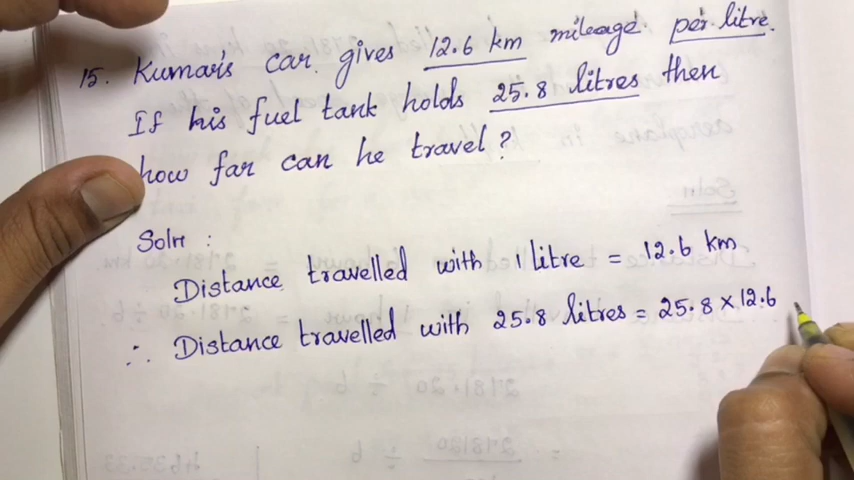 15. Kumar's car gives 12.6 km mileage per litre.
If his fuel tank holds 25.8 litres then
how far can he travel?
Soln :
Distance travelled with 1 litre = 12.6 km
∴ Distance travelled with 25.8 litres = 25.8 × 12.6